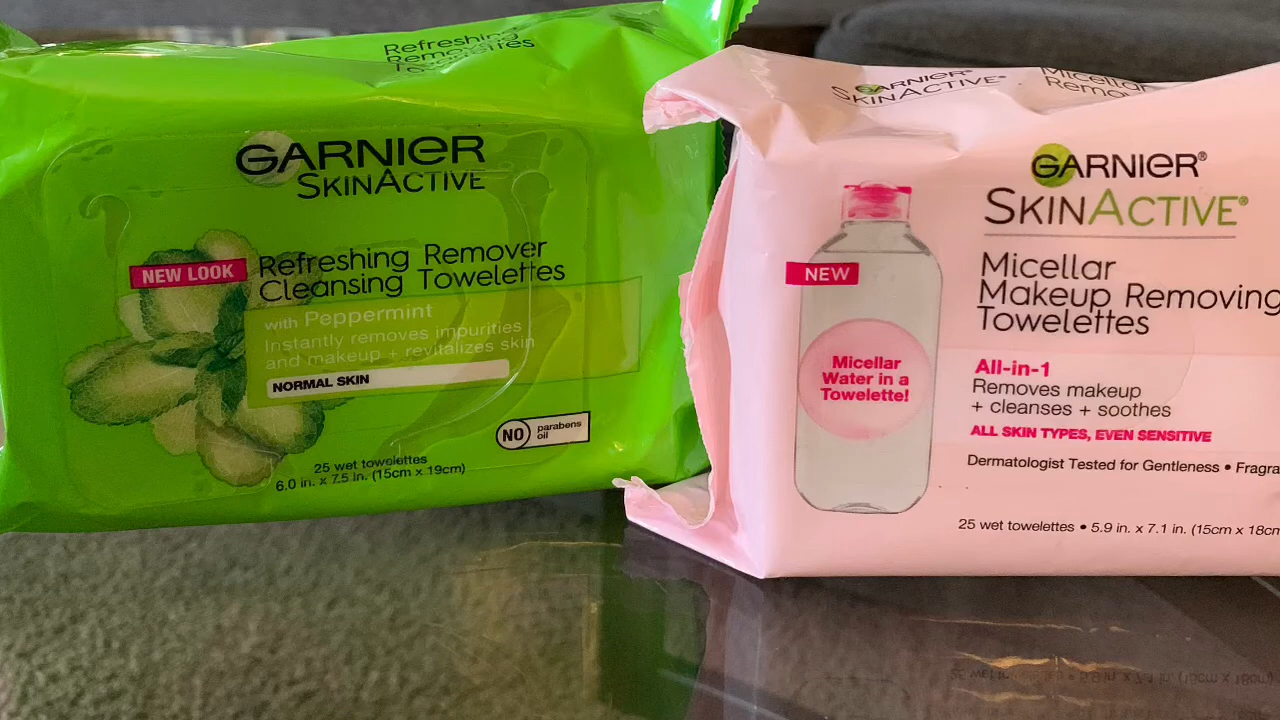 Refreshing
Remover
Towelettes
GARNIER
SKINACTIVE
NEW LOOK
Refreshing Remover
Cleansing Towelettes
with Peppermint
Instantly removes impurities
and makeup + revitalizes skin
NORMAL SKIN
NO parabens
oil
25 wet towelettes
6.0 in. x 7.5 in. (15cm x 19cm)
GARNIER®
SKINACTIVE®
Micellar
GARNIER®
SKINACTIVE®
NEW
Micellar
Makeup Removing
Towelettes
Micellar
Water in a
Towelette!
All-in-1
Removes makeup
+ cleanses + soothes
ALL SKIN TYPES, EVEN SENSITIVE
Dermatologist Tested for Gentleness •
25 wet towelettes • 5.9 in. x 7.1 in. (15cm x 18cm